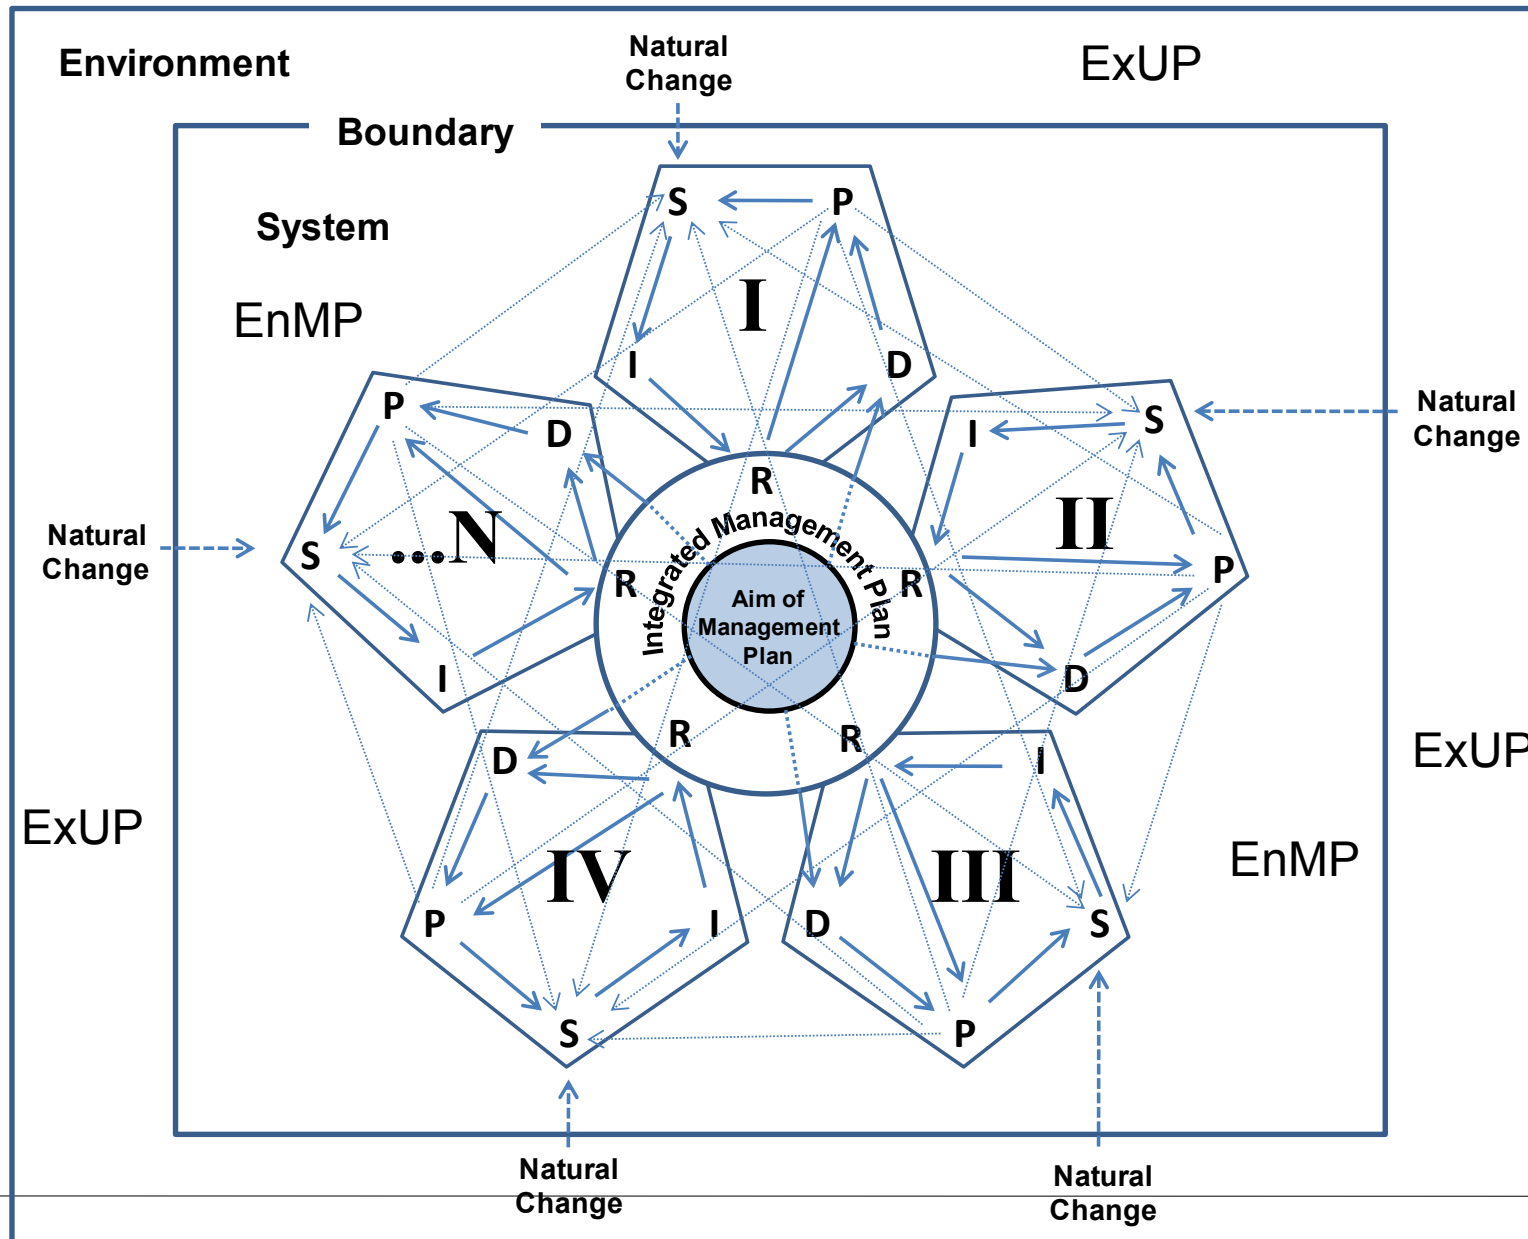 Environment
Natural
Change
ExUP
Boundary
System
EnMP
S
P
I
I
D
P
D
S
...N
I
I
S
II
P
D
Natural
Change
Natural
Change
R
R
R
R
R
Integrated Management Plan
Aim of
Management
Plan
D
P
IV
I
S
I
III
D
S
P
ExUP
ExUP
EnMP
Natural
Change
Natural
Change